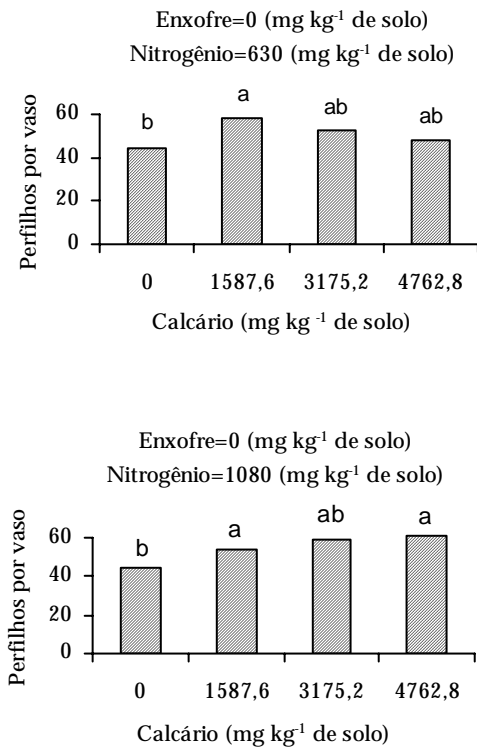 Enxofre=0 (mg kg-1 de solo)
Nitrogênio=630 (mg kg-1 de solo)
Perfilhos por vaso
60
40
20
0
b
a
ab
ab
0 1587,6 3175,2 4762,8
Calcário (mg kg -1 de solo)
Enxofre=0 (mg kg-1 de solo)
Nitrogênio=1080 (mg kg-1 de solo)
Perfilhos por vaso
60
40
20
0
b
a
ab
a
0 1587,6 3175,2 4762,8
Calcário (mg kg-1 de solo)